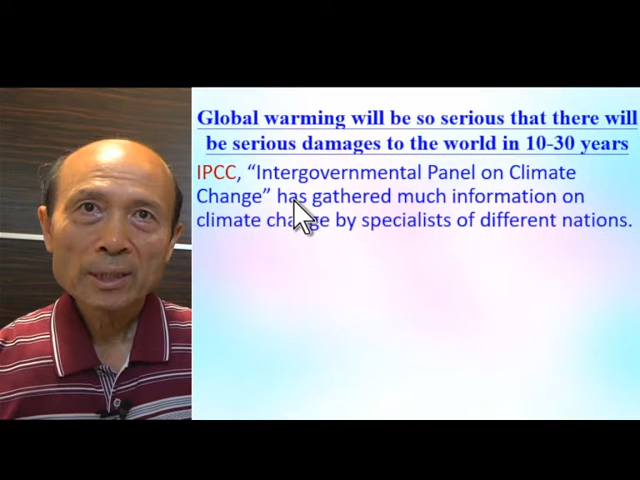 Global warming will be so serious that there will
be serious damages to the world in 10-30 years
IPCC, “Intergovernmental Panel on Climate
Change” has gathered much information on
climate change by specialists of different nations.